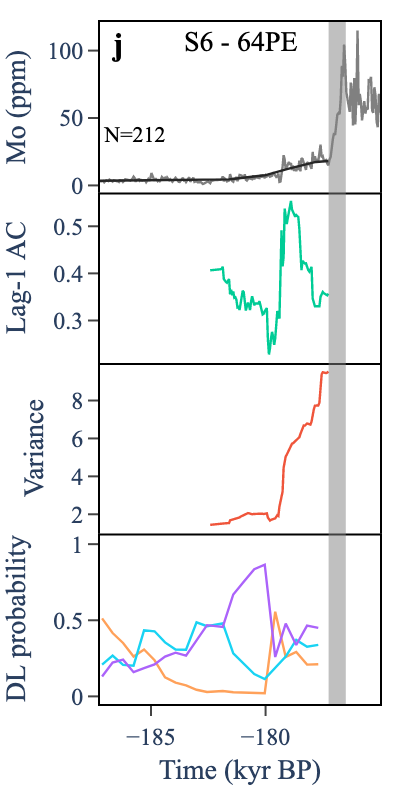 j
S6 - 64PE
Mo (ppm)
100
50
0
N=212
Lag-1 AC
0.5
0.4
0.3
Variance
8
6
4
2
DL probability
1
0.5
0
−185
−180
Time (kyr BP)